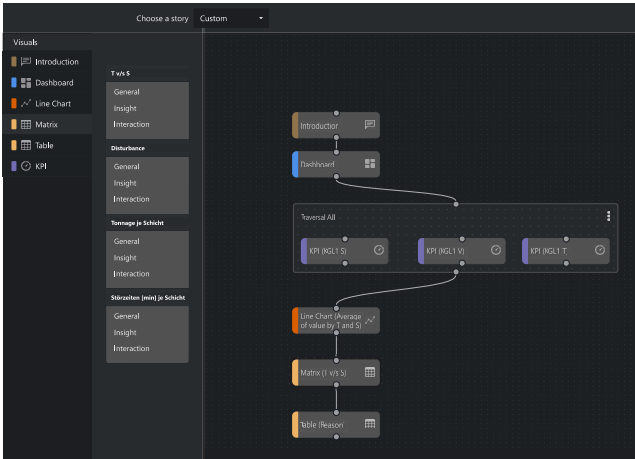 Choose a story Custom
Visuals
Introduction
Dashboard
Line Chart
Matrix
Table
KPI
T v/s S
General
Insight
Interaction
Disturbance
General
Insight
Interaction
Tonnage je Schicht
General
Insight
Interaction
Störzeiten [min] je Schicht
General
Insight
Interaction
Introduction
Dashboard
Traversal All
KPI (KGL1 S)
KPI (KGL1 V)
KPI (KGL1 T
Line Chart (Average
of value by T and S)
Matrix (T v/s S)
Table (Reason